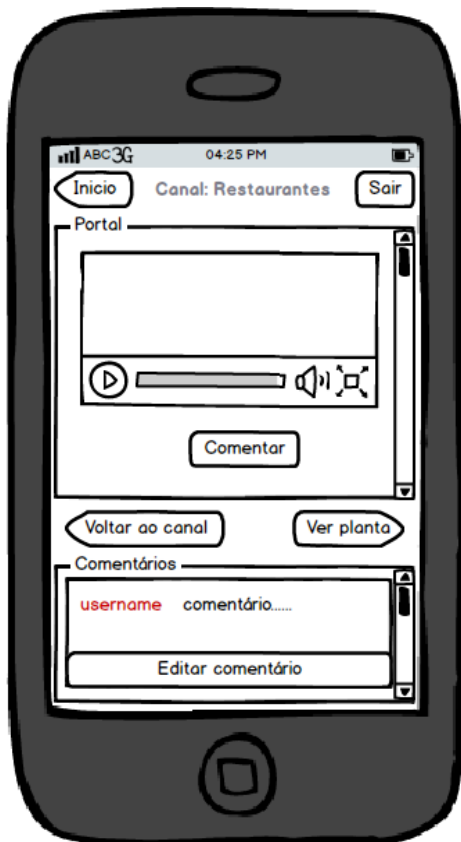 ABC 3G 04:25 PM
Inicio Canal: Restaurantes Sair
Portal
Comentar
Voltar ao canal Ver planta
Comentários
username comentário......
Editar comentário